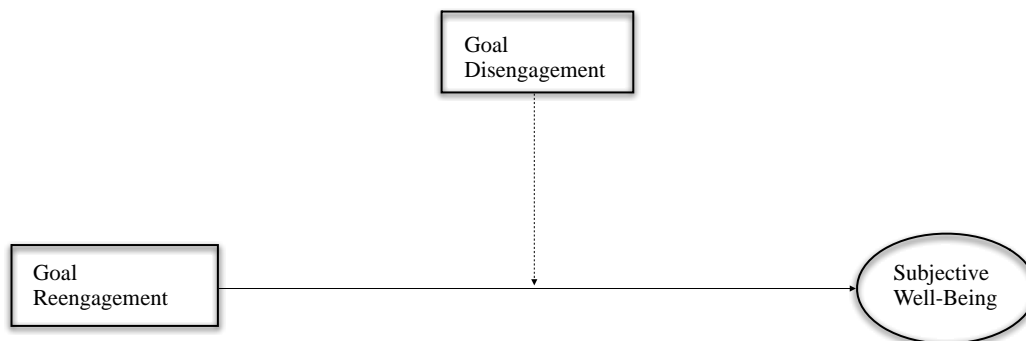 Goal
Disengagement
Goal
Reengagement
Subjective
Well-Being